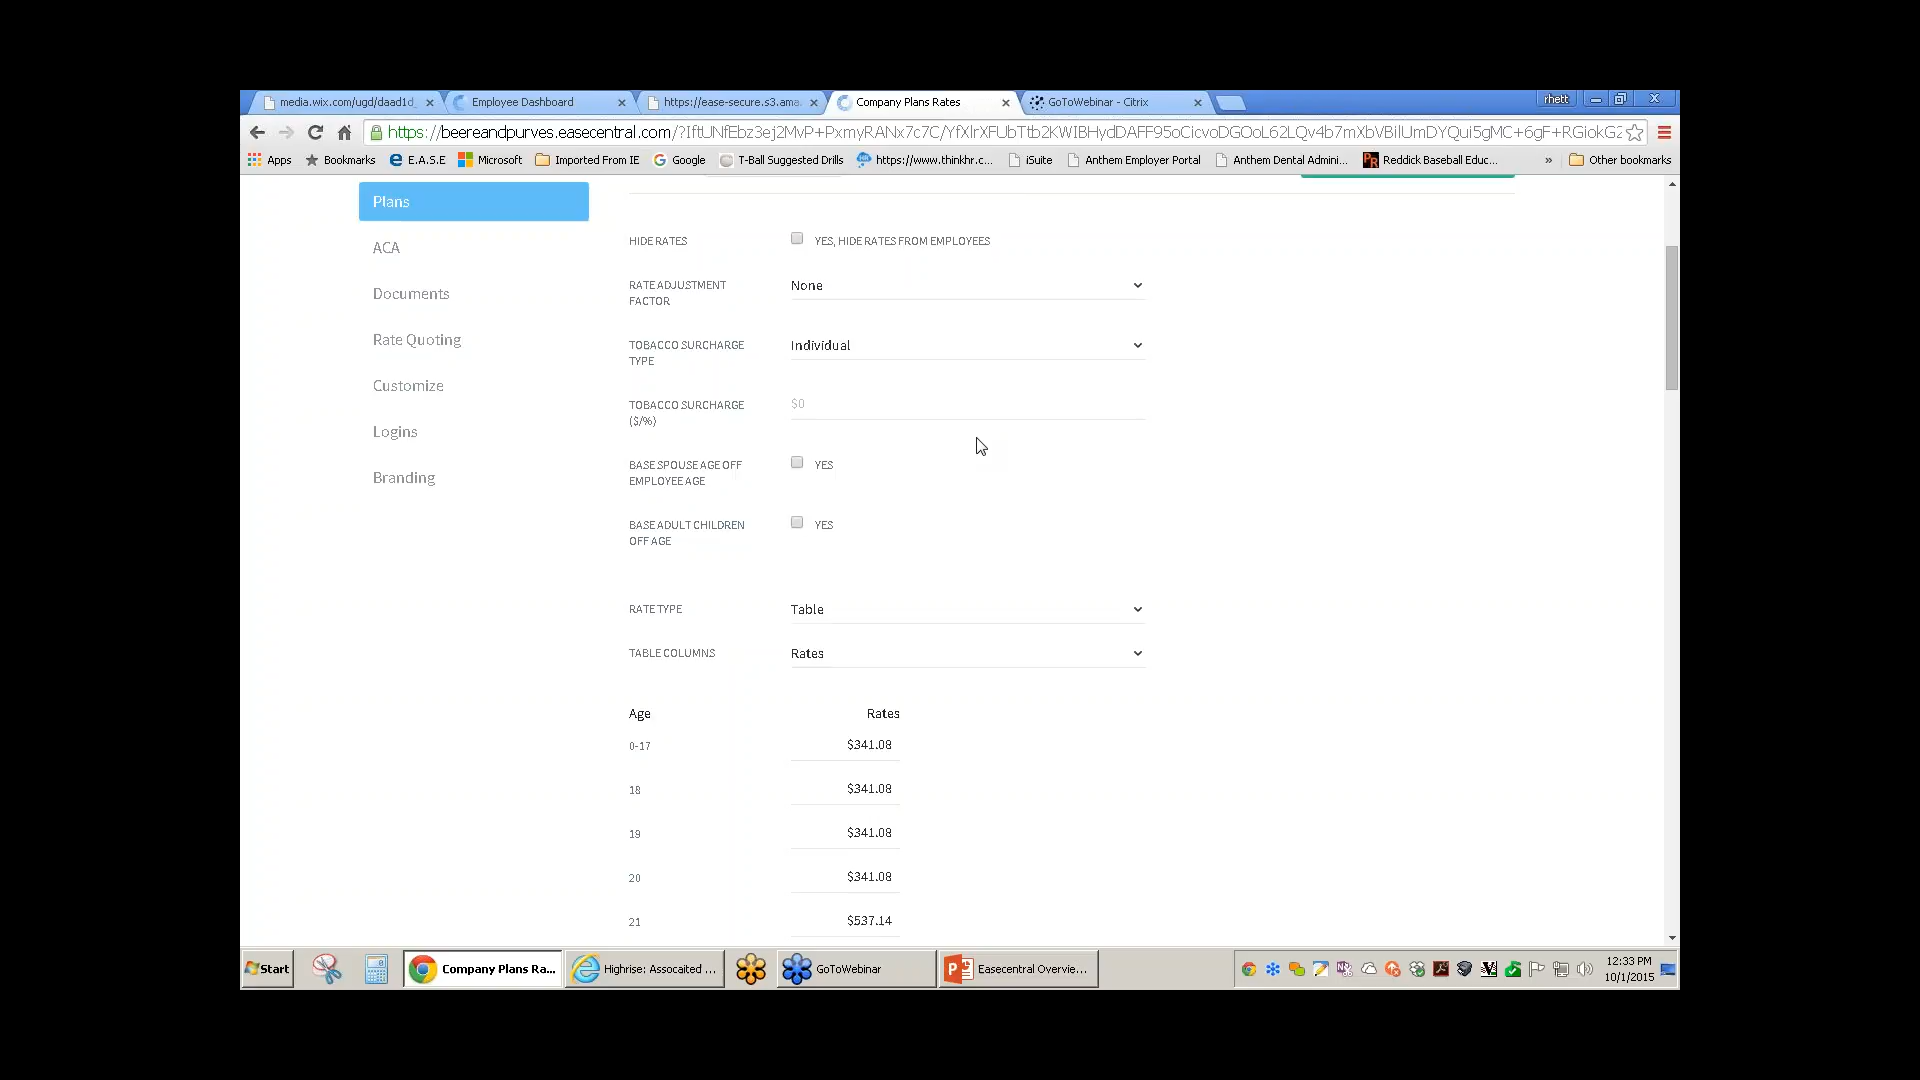 media.wix.com/ugd/daad1d_
Employee Dashboard
https://ease-secure.s3.ama
Company Plans Rates
GoToWebinar - Citrix
rhett
https://beereandpurves.easecentral.com/
Apps
Bookmarks
E.A.S.E
Microsoft
Imported From IE
Google
T-Ball Suggested Drills
https://www.thinkhr.c...
iSuite
Anthem Employer Portal
Anthem Dental Admini...
Reddick Baseball Educ...
»
Other bookmarks
Plans
ACA
Documents
Rate Quoting
Customize
Logins
Branding
HIDE RATES
YES, HIDE RATES FROM EMPLOYEES
RATE ADJUSTMENT
FACTOR
None
TOBACCO SURCHARGE
TYPE
Individual
TOBACCO SURCHARGE
($/%)
$0
BASE SPOUSE AGE OFF
EMPLOYEE AGE
YES
BASE ADULT CHILDREN
OFF AGE
YES
RATE TYPE
Table
TABLE COLUMNS
Rates
Age Rates
0-17 $341.08
18 $341.08
19 $341.08
20 $341.08
21 $537.14
Start
Company Plans Ra...
Highrise: Assocaited ...
GoToWebinar
Easecentral Overvie...
12:33 PM
10/1/2015